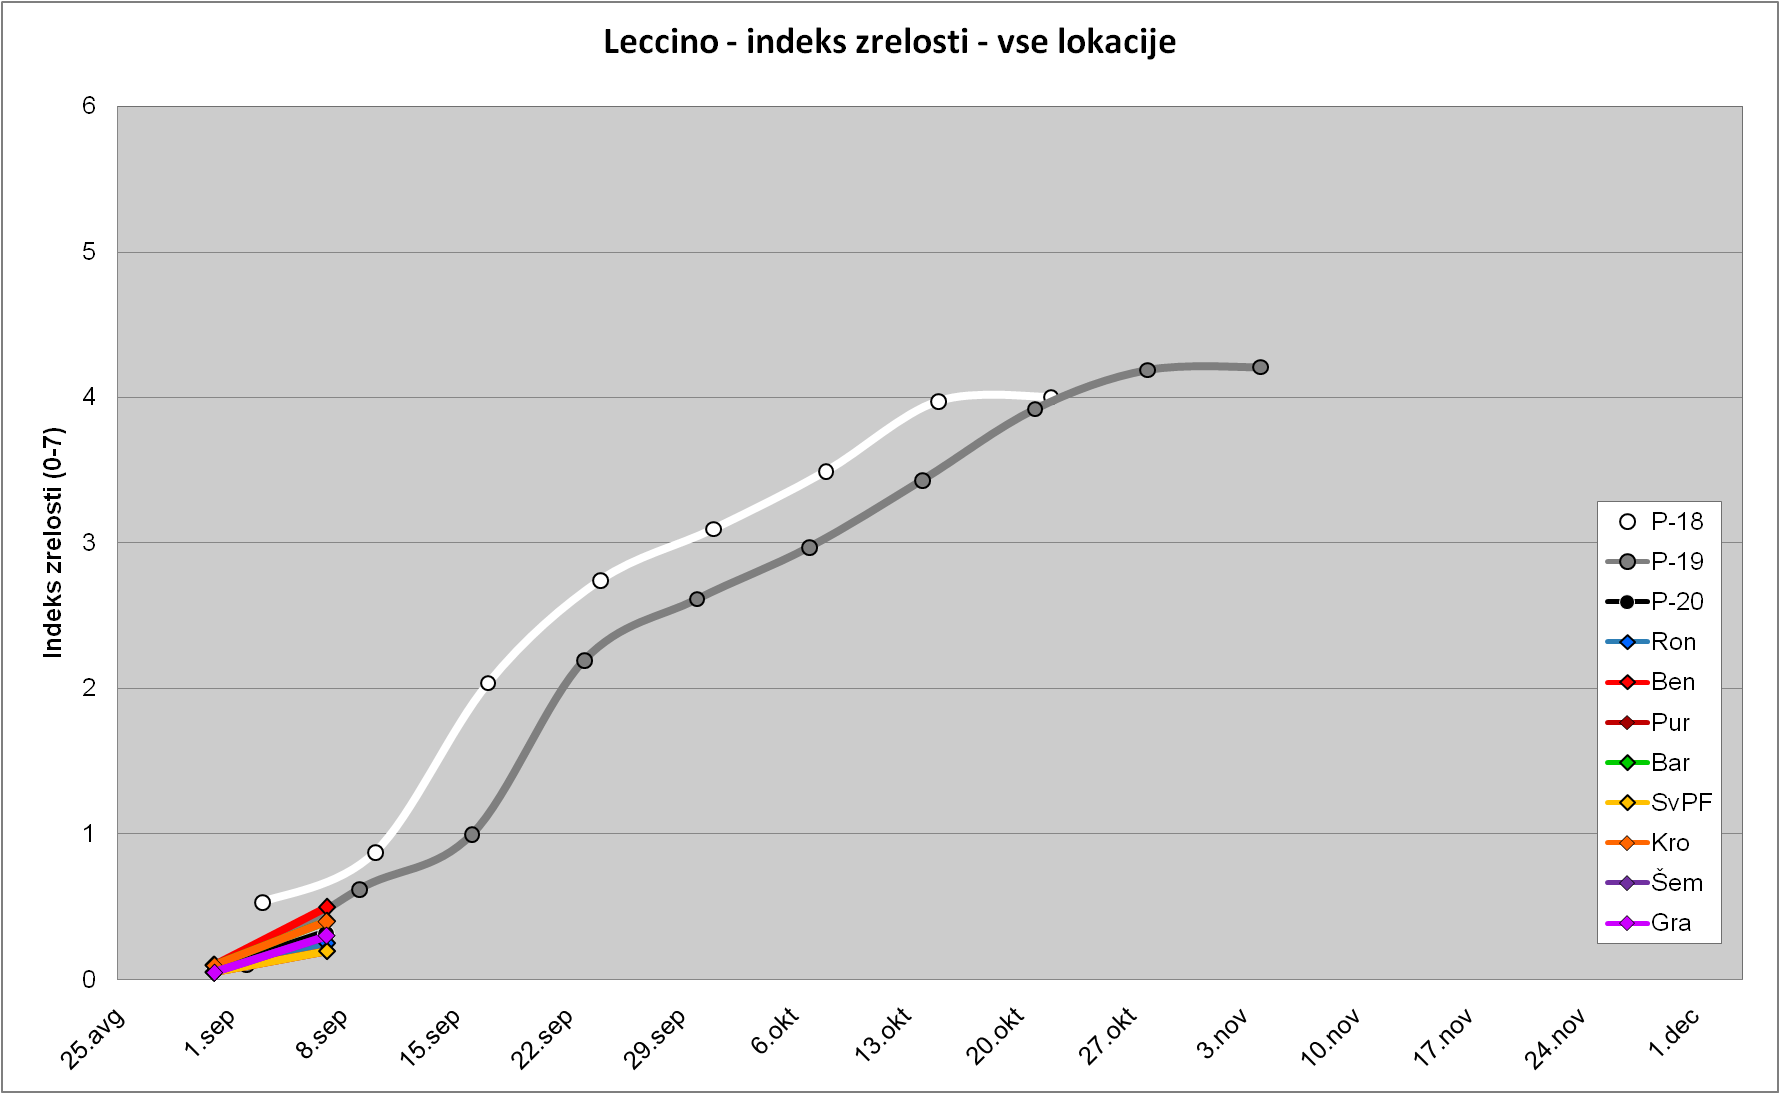 Leccino - indeks zrelosti - vse lokacije
Indeks zrelosti (0-7)
6
5
4
3
2
1
0
25.avg
1.sep
8.sep
15.sep
22.sep
29.sep
6.okt
13.okt
20.okt
27.okt
3.nov
10.nov
17.nov
24.nov
1.dec
P-18
P-19
P-20
Ron
Ben
Pur
Bar
SvPF
Kro
Šem
Gra